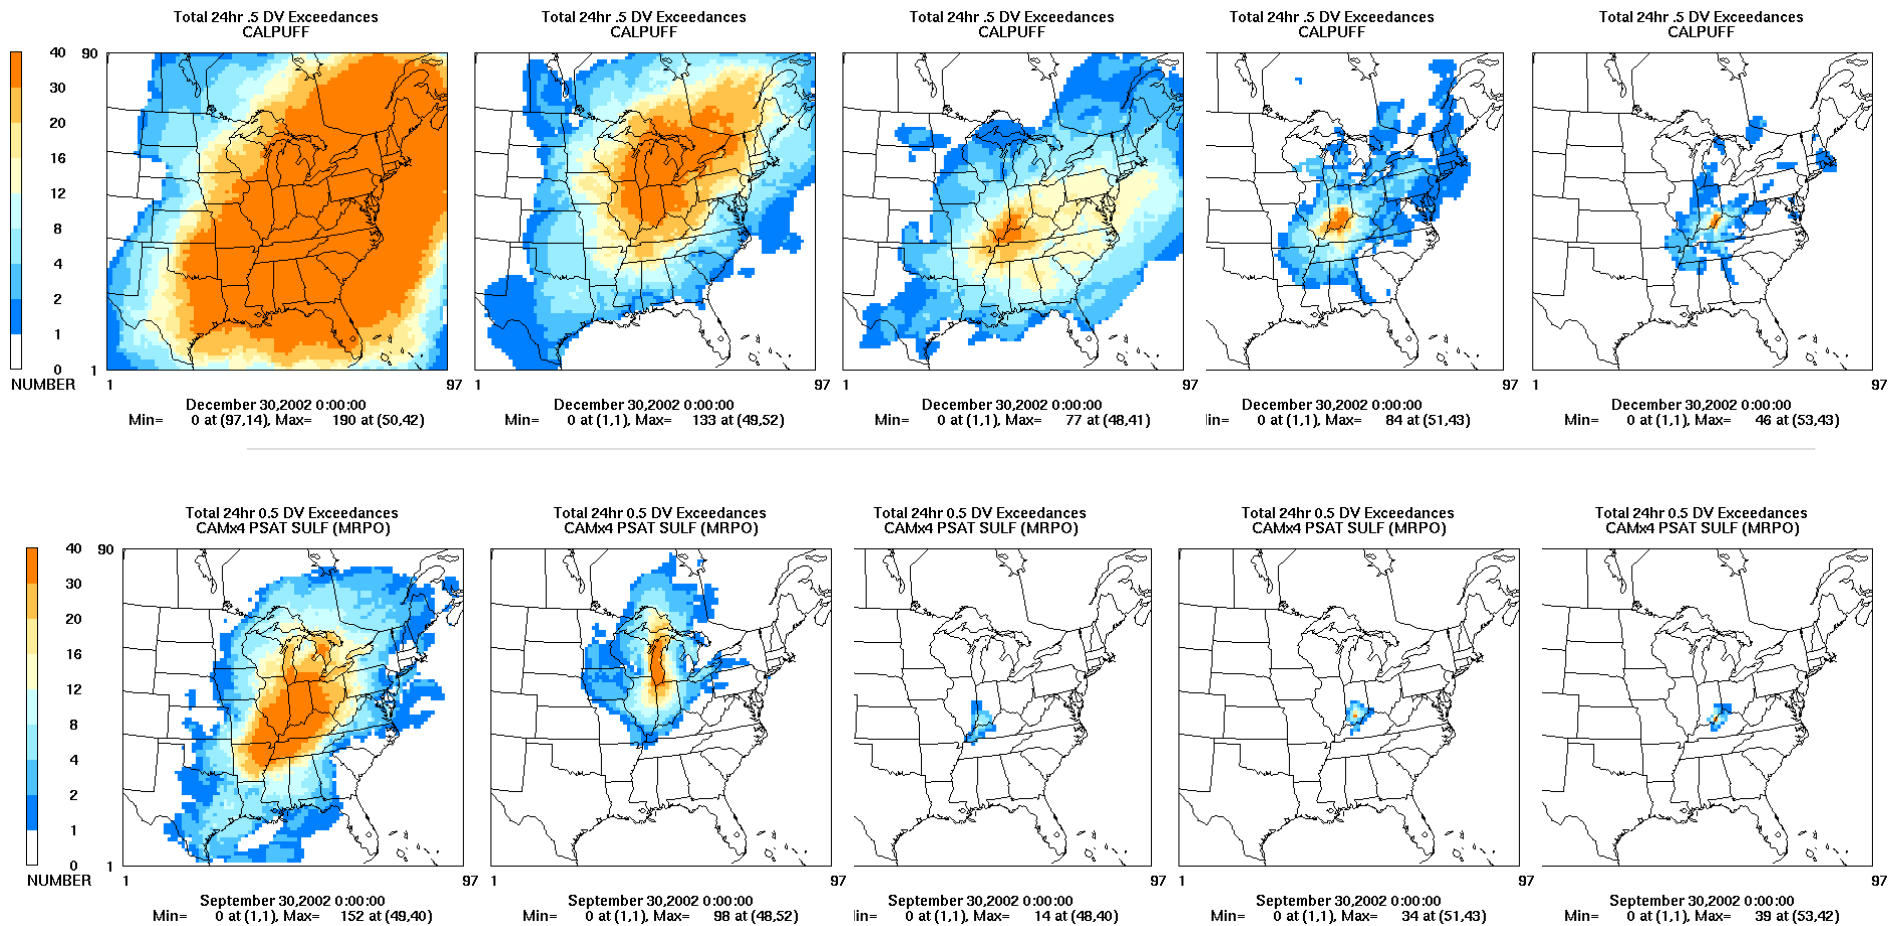 Total 24hr .5 DV Exceedances
CALPUFF
Total 24hr .5 DV Exceedances
CALPUFF
Total 24hr .5 DV Exceedances
CALPUFF
Total 24hr .5 DV Exceedances
CALPUFF
Total 24hr .5 DV Exceedances
CALPUFF
40
30
20
16
12
8
4
2
1
0
NUMBER
90
1
1
97
1
97
1
97
1
97
1
97
December 30,2002 0:00:00
Min= 0 at (97,14), Max= 190 at (50,42)
December 30,2002 0:00:00
Min= 0 at (1,1), Max= 133 at (49,52)
December 30,2002 0:00:00
Min= 0 at (1,1), Max= 77 at (48,41)
December 30,2002 0:00:00
in= 0 at (1,1), Max= 84 at (51,43)
December 30,2002 0:00:00
Min= 0 at (1,1), Max= 46 at (53,43)
Total 24hr 0.5 DV Exceedances
CAMx4 PSAT SULF (MRPO)
Total 24hr 0.5 DV Exceedances
CAMx4 PSAT SULF (MRPO)
Total 24hr 0.5 DV Exceedances
CAMx4 PSAT SULF (MRPO)
Total 24hr 0.5 DV Exceedances
CAMx4 PSAT SULF (MRPO)
Total 24hr 0.5 DV Exceedances
CAMx4 PSAT SULF (MRPO)
40
30
20
16
12
8
4
2
1
0
NUMBER
90
1
1
97
1
97
1
97
1
97
1
97
September 30,2002 0:00:00
Min= 0 at (1,1), Max= 152 at (49,40)
September 30,2002 0:00:00
Min= 0 at (1,1), Max= 98 at (48,52)
September 30,2002 0:00:00
in= 0 at (1,1), Max= 14 at (48,40)
September 30,2002 0:00:00
Min= 0 at (1,1), Max= 34 at (51,43)
September 30,2002 0:00:00
Min= 0 at (1,1), Max= 39 at (53,42)